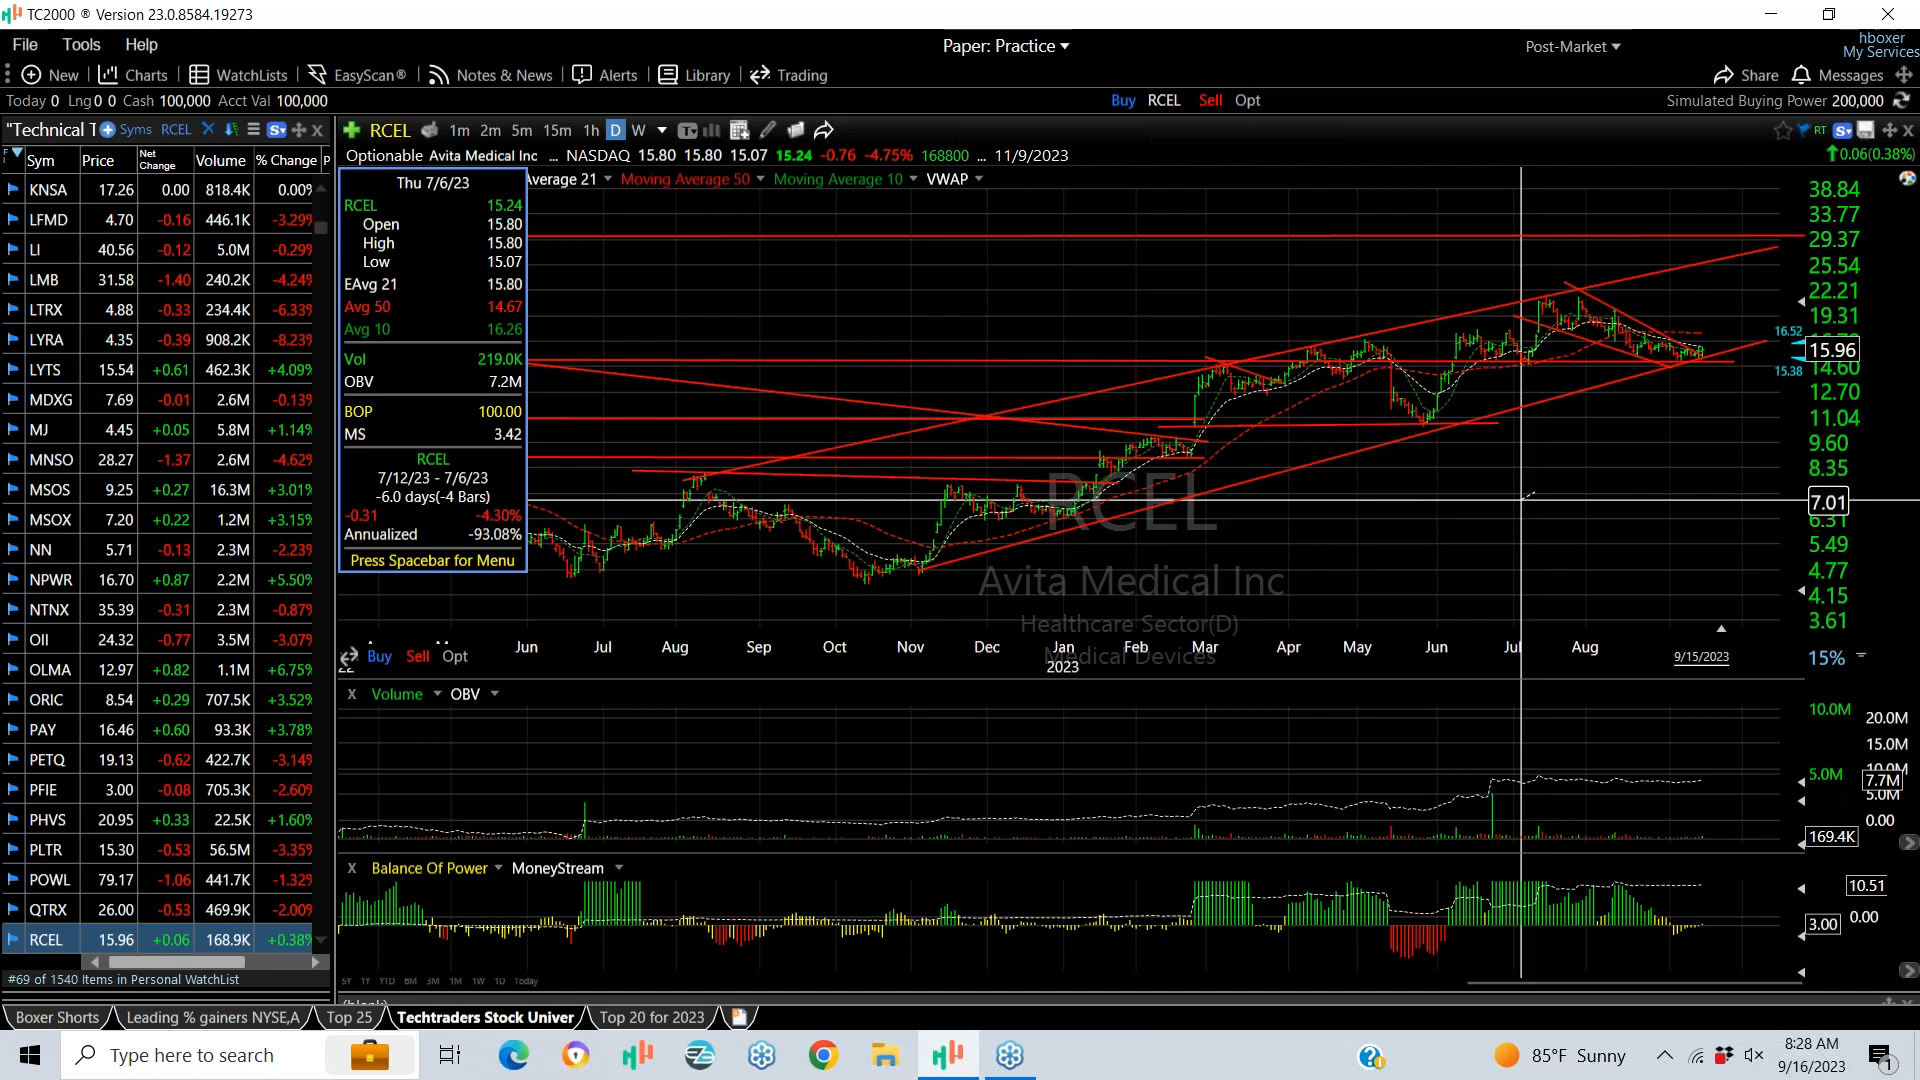 TC2000 ® Version 23.0.8584.19273
File Tools Help Paper: Practice Post-Market hboxer
My Services
New Charts WatchLists EasyScan® Notes & News Alerts Library Trading Share Messages
Today 0 Lng 0 0 Cash 100,000 Acct Val 100,000 Buy RCEL Sell Opt Simulated Buying Power 200,000
"Technical T Syms RCEL
RCEL 1m 2m 5m 15m 1h D W RT
Optionable Avita Medical Inc ... NASDAQ 15.80 15.80 15.07 15.24 -0.76 -4.75% 168800 ... 11/9/2023 0.06(0.38%)
Sym Price Net Change Volume % Change P
KNSA 17.26 0.00 818.4K 0.00%
LFMD 4.70 -0.16 446.1K -3.29%
LI 40.56 -0.12 5.0M -0.29%
LMB 31.58 -1.40 240.2K -4.24%
LTRX 4.88 -0.33 234.4K -6.33%
LYRA 4.35 -0.39 908.2K -8.23%
LYTS 15.54 +0.61 462.3K +4.09%
MDXG 7.69 -0.01 2.6M -0.13%
MJ 4.45 +0.05 5.8M +1.14%
MNSO 28.27 -1.37 2.6M -4.62%
MSOS 9.25 +0.27 16.3M +3.01%
MSOX 7.20 +0.22 1.2M +3.15%
NN 5.71 -0.13 2.3M -2.23%
NPWR 16.70 +0.87 2.2M +5.50%
NTNX 35.39 -0.31 2.3M -0.87%
OII 24.32 -0.77 3.5M -3.07%
OLMA 12.97 +0.82 1.1M +6.75%
ORIC 8.54 +0.29 707.5K +3.52%
PAY 16.46 +0.60 93.3K +3.78%
PETQ 19.13 -0.62 422.7K -3.14%
PFIE 3.00 -0.08 705.3K -2.60%
PHVS 20.95 +0.33 22.5K +1.60%
PLTR 15.30 -0.53 56.5M -3.35%
POWL 79.17 -1.06 441.7K -1.32%
QTRX 26.00 -0.53 469.9K -2.00%
RCEL 15.96 +0.06 168.9K +0.38%
#69 of 1540 Items in Personal WatchList
Average 21 Moving Average 50 Moving Average 10 VWAP
Thu 7/6/23
RCEL 15.24
Open 15.80
High 15.80
Low 15.07
EAvg 21 15.80
Avg 50 14.67
Avg 10 16.26
Vol 219.0K
OBV 7.2M
BOP 100.00
MS 3.42
RCEL
7/12/23 - 7/6/23
-6.0 days(-4 Bars)
-0.31 -4.30%
Annualized -93.08%
Press Spacebar for Menu
RCEL
Avita Medical Inc
Healthcare Sector(D)
Medical Devices
38.84
33.77
29.37
25.54
22.21
19.31
16.52
15.96
15.38
14.60
12.70
11.04
9.60
8.35
7.01
6.31
5.49
4.77
4.15
3.61
Jun Jul Aug Sep Oct Nov Dec Jan Feb Mar Apr May Jun Jul Aug
22 2023 9/15/2023 15%
Buy Sell Opt
X Volume OBV
10.0M
20.0M
15.0M
5.0M
10.0M
7.7M
5.0M
0.00
169.4K
X Balance Of Power MoneyStream
10.51
0.00
3.00
5Y 1Y YTD 6M 3M 1M 1W 1D Today
(blank)
Boxer Shorts Leading % gainers NYSE,A Top 25 Techtraders Stock Univer Top 20 for 2023
Type here to search 85°F Sunny 8:28 AM
9/16/2023 1